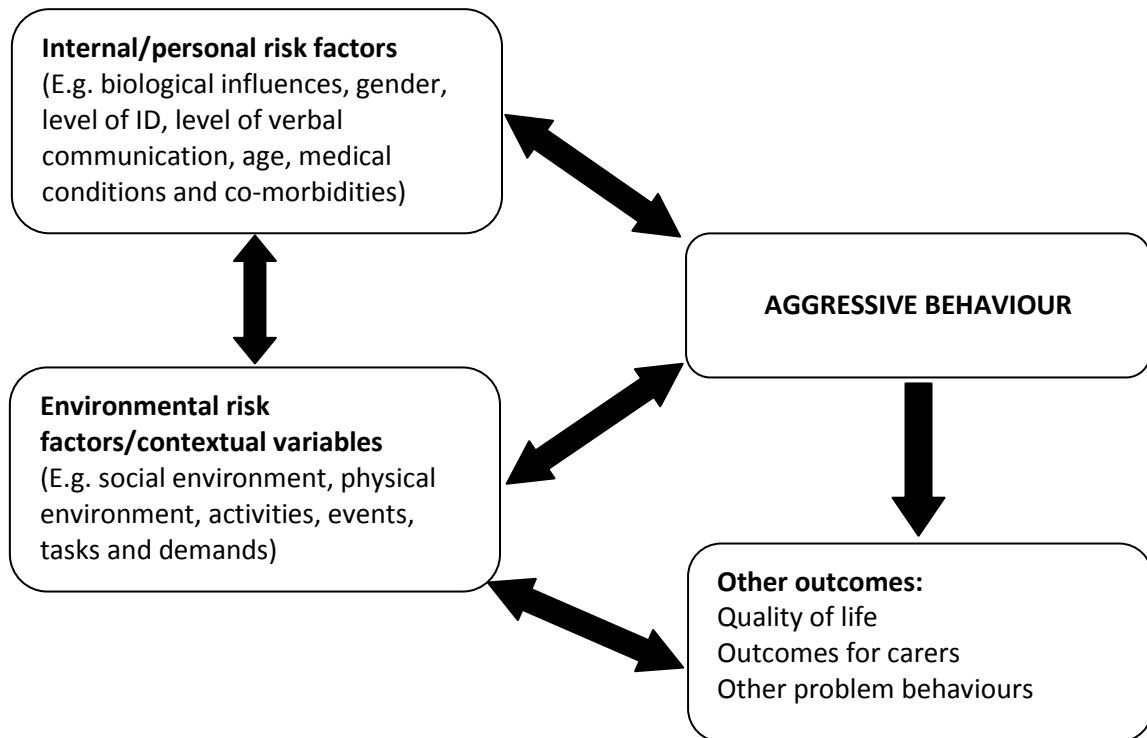 Internal/personal risk factors
(E.g. biological influences, gender,
level of ID, level of verbal
communication, age, medical
conditions and co-morbidities)
AGGRESSIVE BEHAVIOUR
Environmental risk
factors/contextual variables
(E.g. social environment, physical
environment, activities, events,
tasks and demands)
Other outcomes:
Quality of life
Outcomes for carers
Other problem behaviours